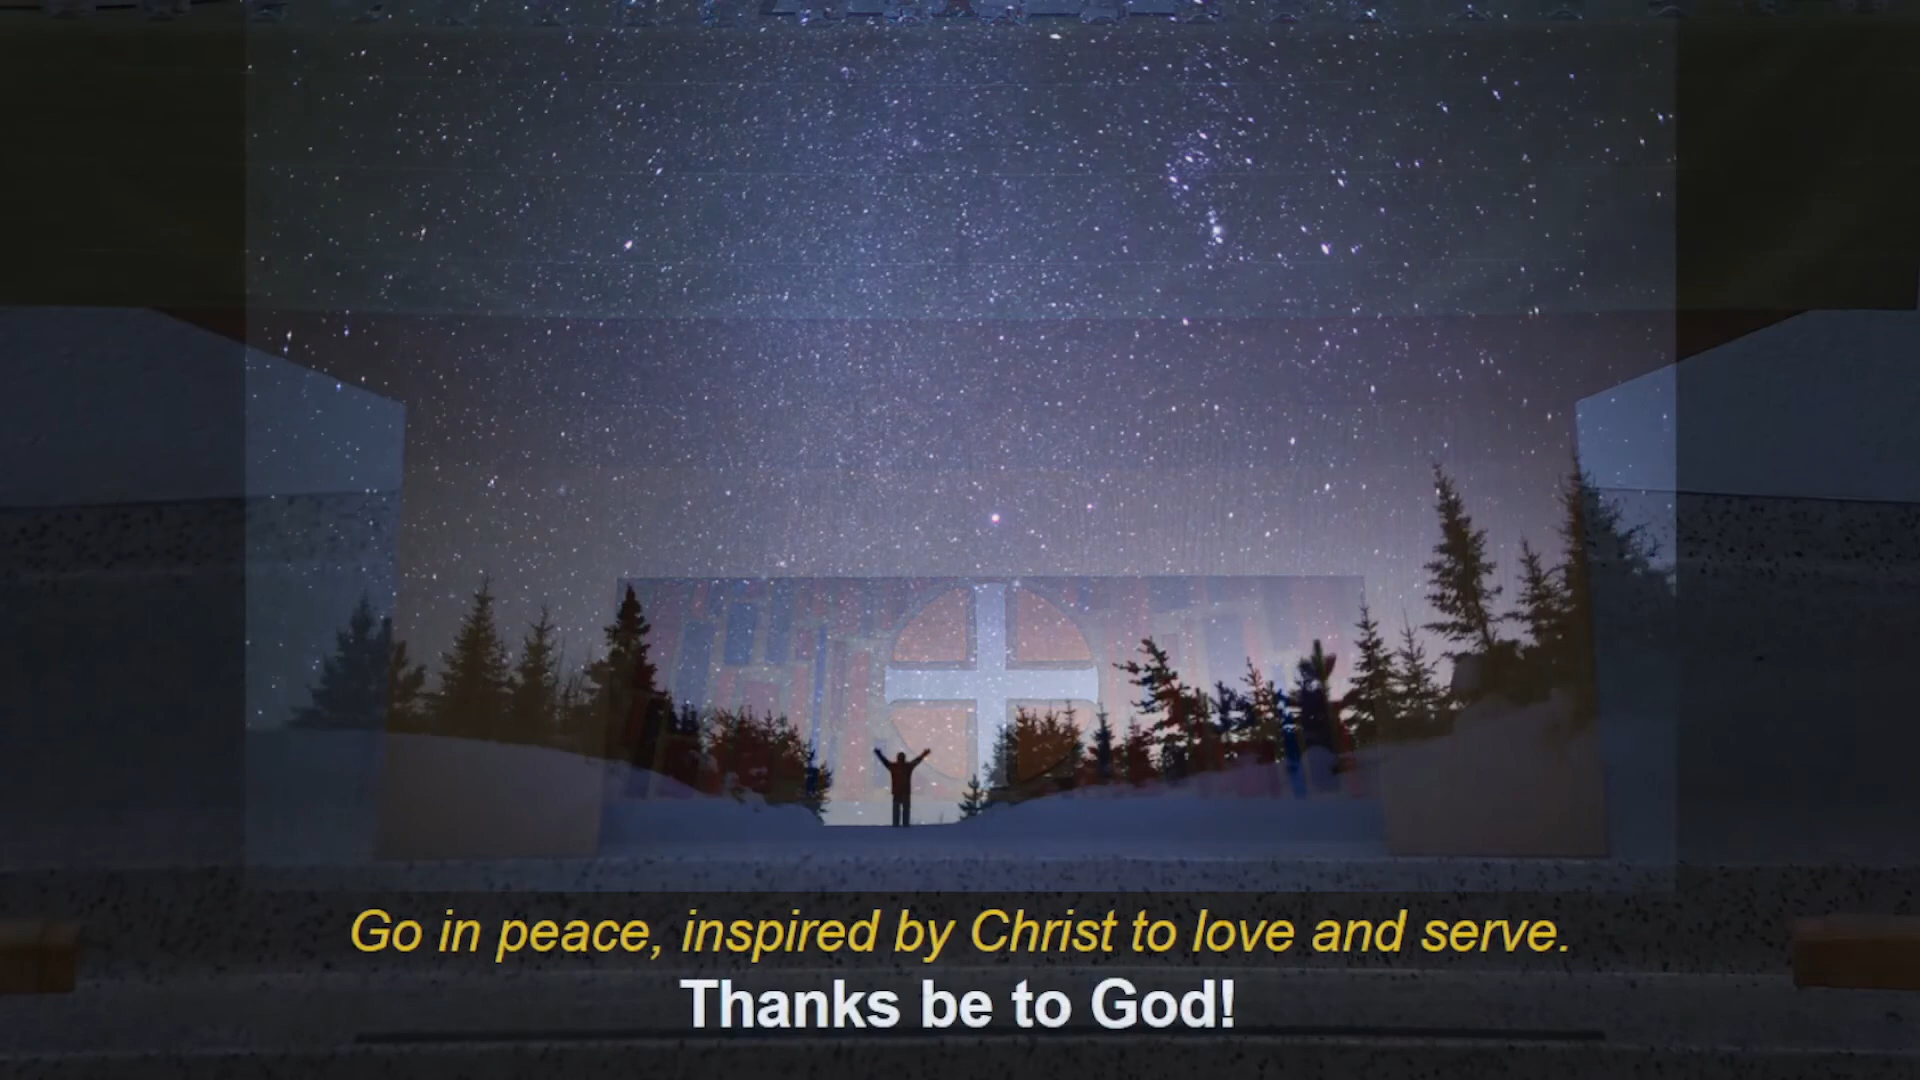 Go in peace, inspired by Christ to love and serve.
Thanks be to God!